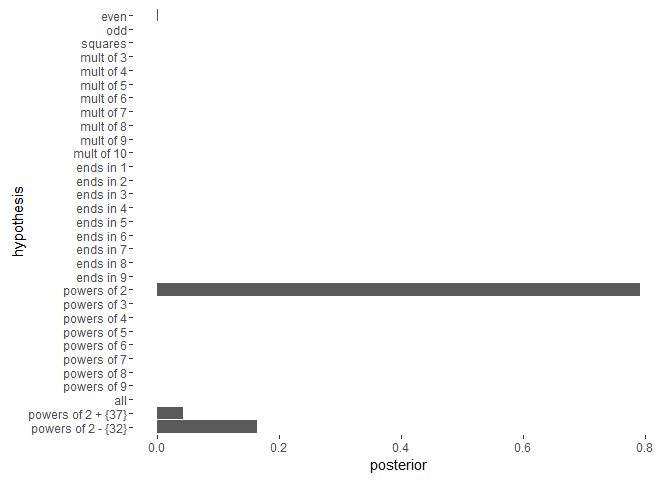 even
odd
squares
mult of 3
mult of 4
mult of 5
mult of 6
mult of 7
mult of 8
mult of 9
mult of 10
ends in 1
ends in 2
ends in 3
ends in 4
ends in 5
ends in 6
ends in 7
ends in 8
ends in 9
powers of 2
powers of 3
powers of 4
powers of 5
powers of 6
powers of 7
powers of 8
powers of 9
all
powers of 2 + {37}
powers of 2 - {32}
hypothesis
0.0 0.2 0.4 0.6 0.8
posterior